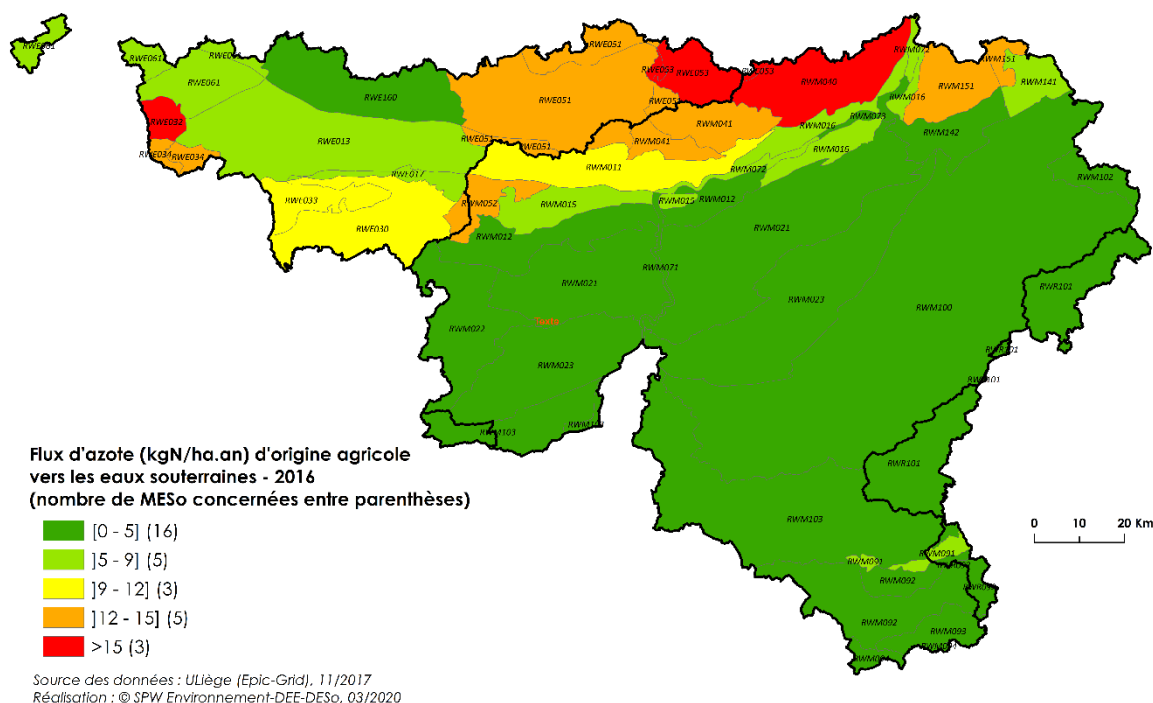 RWM073
RWE061
RWE061
RWE051
RWE053
RWE053
RWE053
RWM151
RWE061
RWE160
RWE051
RWM040
RWM151
RWM141
RWE032
RWM016
RWE013
RWE051
RWM041
RWM016
RWM142
RWE034
RWE034
RWE051
RWM041
RWM016
RWE017
RWM011
RWM072
RWM102
RWE033
RWM052
RWM015
RWM015
RWM012
RWE030
RWM012
RWM021
RWM071
RWM021
RWR101
RWM022
RWM023
RWM100
RWM023
RWR101
RWM103
RWR101
RWM103
RWM091
RWM091
RWM092
RWM092
RWM093
Flux d'azote (kgN/ha.an) d'origine agricole
vers les eaux souterraines - 2016
(nombre de MESo concernées entre parenthèses)
]0 - 5] (16)
]5 - 9] (5)
]9 - 12] (3)
]12 - 15] (5)
>15 (3)
0 10 20 Km
Source des données : ULiège (Epic-Grid), 11/2017
Réalisation : © SPW Environnement-DEE-DESo, 03/2020